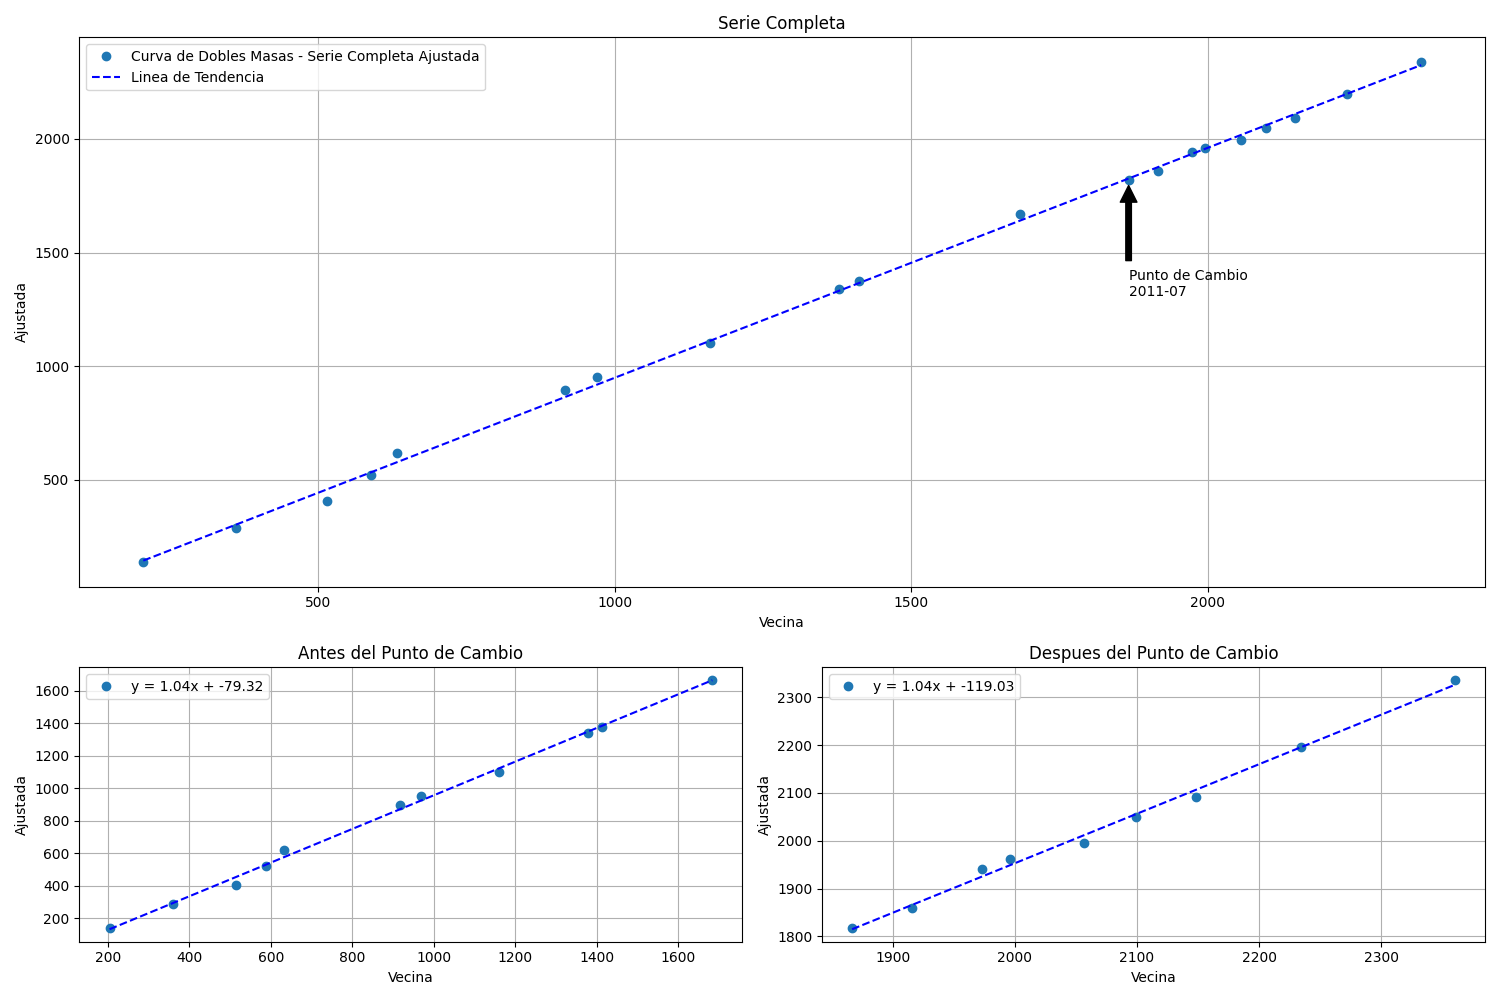 Serie Completa
Curva de Dobles Masas - Serie Completa Ajustada
Linea de Tendencia
2000
1500
1000
500
Ajustada
Punto de Cambio
2011-07
500 1000 1500 2000
Vecina
Antes del Punto de Cambio
y = 1.04x + -79.32
1600
1400
1200
1000
800
600
400
200
Ajustada
200 400 600 800 1000 1200 1400 1600
Vecina
Despues del Punto de Cambio
y = 1.04x + -119.03
2300
2200
2100
2000
1900
1800
Ajustada
1900 2000 2100 2200 2300
Vecina